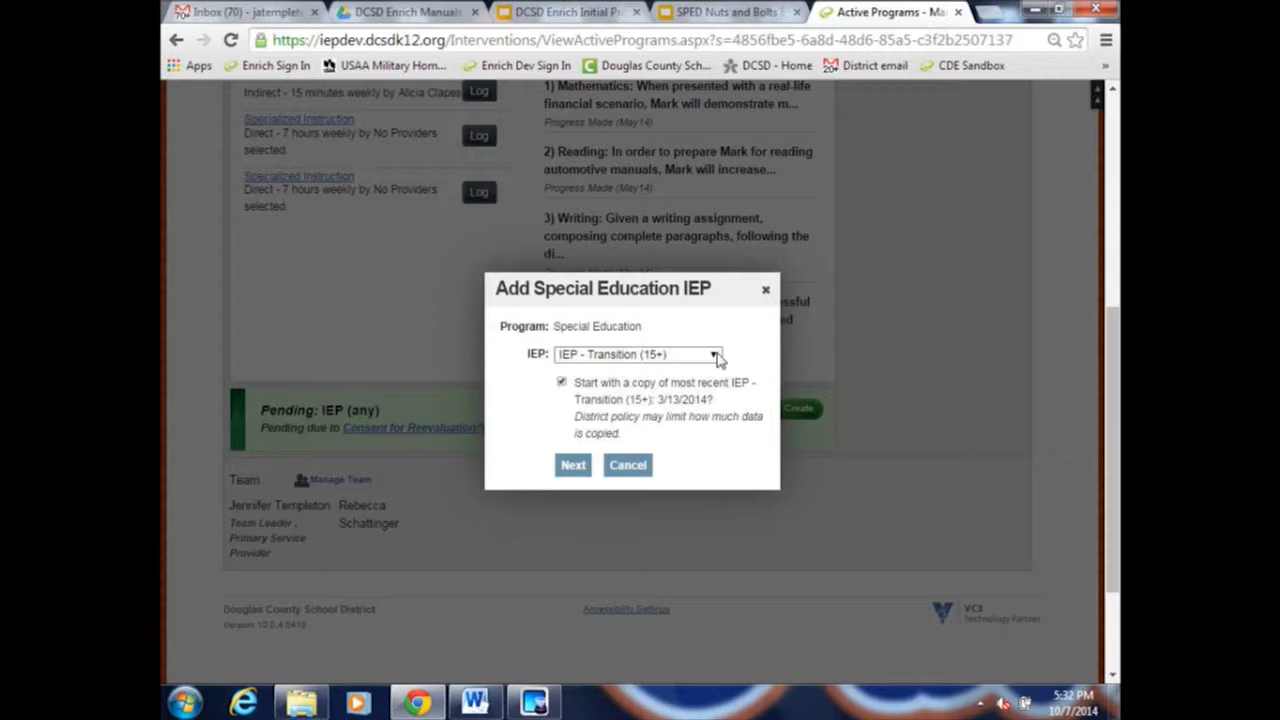 Inbox (70) - jatemplet
DCSD Enrich Manuals
DCSD Enrich Initial P
SPED Nuts and Bolts
Active Programs - Ma
https://iepdev.dcsdk12.org/Interventions/ViewActivePrograms.aspx?s=4856fbe5-6a8d-48d6-85a5-c3f2b2507137
Apps
Enrich Sign In
USAA Military Hom...
Enrich Dev Sign In
Douglas County Sch...
DCSD - Home
District email
CDE Sandbox
»
Indirect - 15 minutes weekly by Alicia Clapes
Log
Specialized Instruction
Direct - 7 hours weekly by No Providers
selected.
Log
Specialized Instruction
Direct - 7 hours weekly by No Providers
selected.
Log
1) Mathematics: When presented with a real-life
financial scenario, Mark will demonstrate m...
Progress Made (May14)
2) Reading: In order to prepare Mark for reading
automotive manuals, Mark will increase...
Progress Made (May14)
3) Writing: Given a writing assignment,
composing complete paragraphs, following the
di...
Add Special Education IEP
Program: Special Education
IEP: IEP - Transition (15+)
Start with a copy of most recent IEP -
Transition (15+): 3/13/2014?
District policy may limit how much data
is copied.
Next
Cancel
Pending: IEP (any)
Pending due to Consent for Reevaluation
Create
Team
Manage Team
Jennifer Templeton
Team Leader ,
Primary Service
Provider
Rebecca
Schattinger
Douglas County School District
Version: 10.0.4.5419
Accessibility Settings
VC3
Technology Partner
5:32 PM
10/7/2014